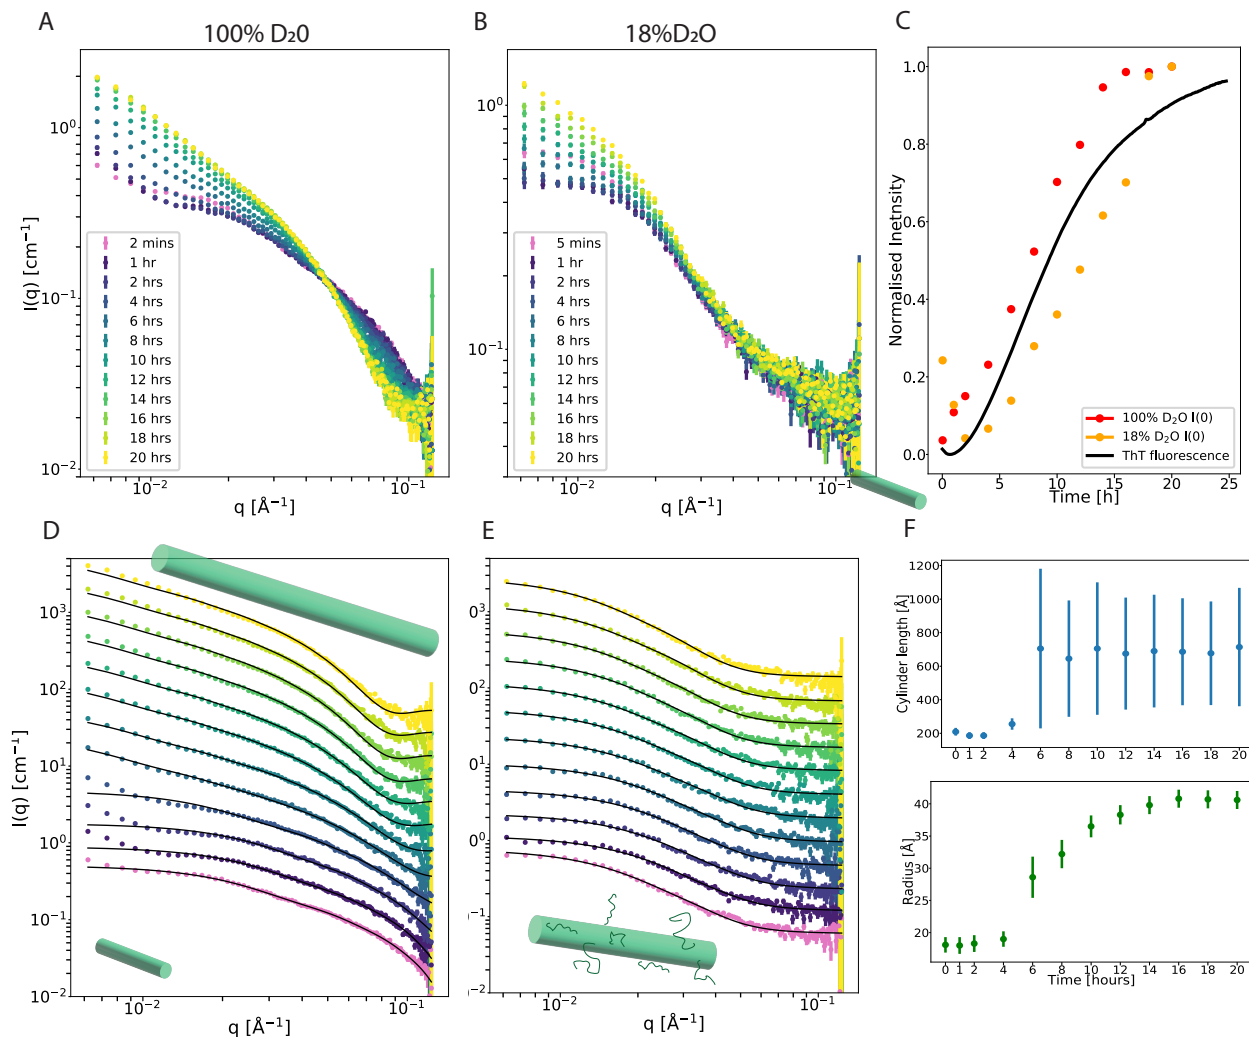 A
100% D₂0
10⁰
10⁻¹
10⁻²
I(q) [cm⁻¹]
2 mins
1 hr
2 hrs
4 hrs
6 hrs
8 hrs
10 hrs
12 hrs
14 hrs
16 hrs
18 hrs
20 hrs
10⁻²
10⁻¹
q [Å⁻¹]
B
18%D₂O
10⁰
10⁻¹
5 mins
1 hr
2 hrs
4 hrs
6 hrs
8 hrs
10 hrs
12 hrs
14 hrs
16 hrs
18 hrs
20 hrs
10⁻²
10⁻¹
q [Å⁻¹]
C
Normalised Inetnsity
1.0
0.8
0.6
0.4
0.2
0.0
100% D₂O I(0)
18% D₂O I(0)
ThT fluorescence
0
5
10
15
20
25
Time [h]
D
I(q) [cm⁻¹]
10³
10²
10¹
10⁰
10⁻¹
10⁻²
10⁻²
10⁻¹
q [Å⁻¹]
E
0³
0²
0¹
0⁰
0⁻¹
0⁻²
10⁻²
10⁻¹
q [Å⁻¹]
F
Cylinder length [Å]
1200
1000
800
600
400
200
0 1 2 4 6 8 10 12 14 16 18 20
Radius [Å]
40
35
30
25
20
0 1 2 4 6 8 10 12 14 16 18 20
Time [hours]